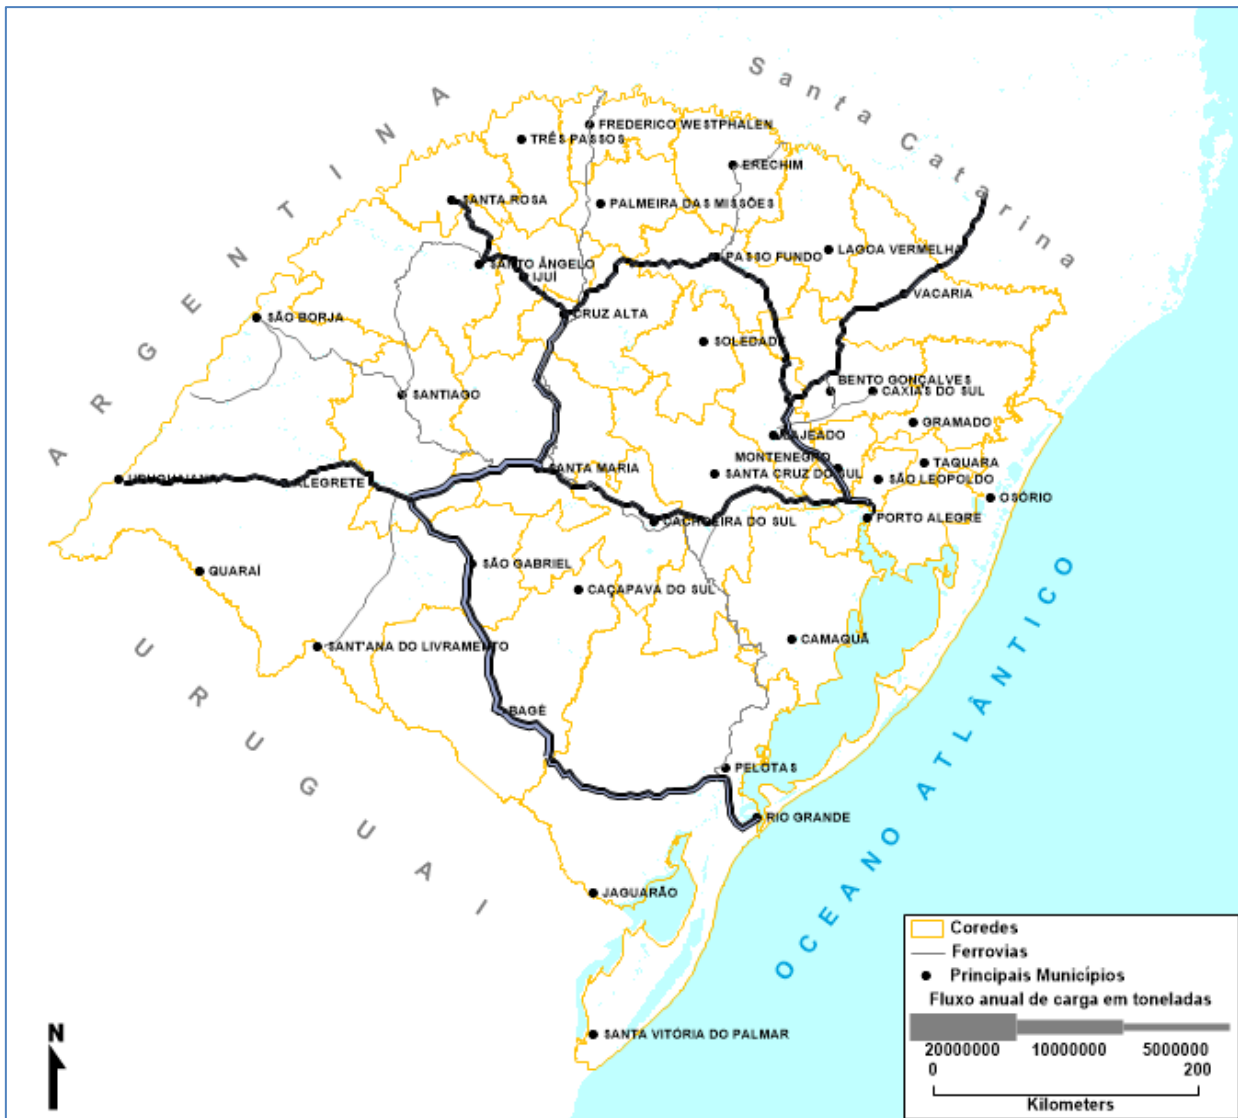 Santa Catarina
ARGENTINA
FREDERICO WESTPHALEN
TRÊS PASSOS
ERECHIM
SANTA ROSA
PALMEIRA DAS MISSÕES
LAGOA VERMELHA
PASSO FUNDO
SANTO ÂNGELO
IJUÍ
VACARIA
SÃO BORJA
CRUZ ALTA
SOLEDADE
BENTO GONÇALVES
CAXIAS DO SUL
SANTIAGO
GRAMADO
LAJEADO
MONTENEGRO
TAQUARA
SANTA MARIA
SANTA CRUZ DO SUL
SÃO LEOPOLDO
URUGUAIANA
ALEGRETE
OSÓRIO
CACHOEIRA DO SUL
PORTO ALEGRE
SÃO GABRIEL
QUARAÍ
CAÇAPAVA DO SUL
CAMAQUÃ
SANT'ANA DO LIVRAMENTO
URUGUAI
OCEANO ATLÂNTICO
BAGÉ
PELOTAS
RIO GRANDE
JAGUARÃO
SANTA VITÓRIA DO PALMAR
N
Coredes
Ferrovias
Principais Municípios
Fluxo anual de carga em toneladas
20000000 10000000 5000000
0 200
Kilometers